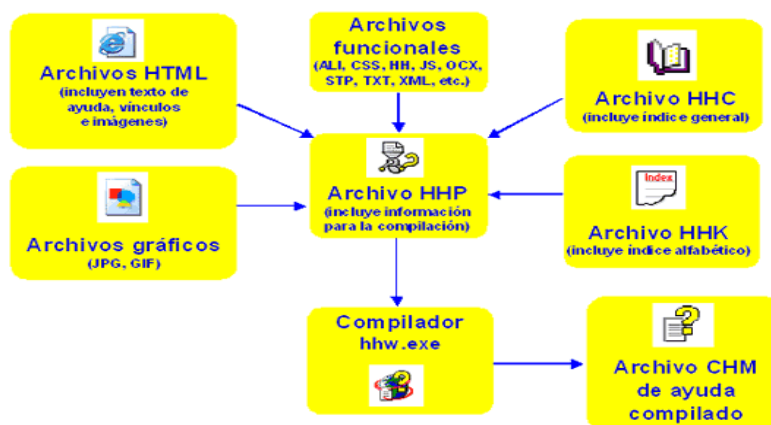 Archivos HTML
(incluyen texto de
ayuda, vínculos
e imágenes)
Archivos
funcionales
(ALI, CSS, HH, JS, OCX,
STP, TXT, XML, etc.)
Archivo HHC
(incluye índice general)
Archivos gráficos
(JPG, GIF)
Archivo HHP
(incluye información
para la compilación)
Index
Archivo HHK
(incluye índice alfabético)
Compilador
hhw.exe
Archivo CHM
de ayuda
compilado